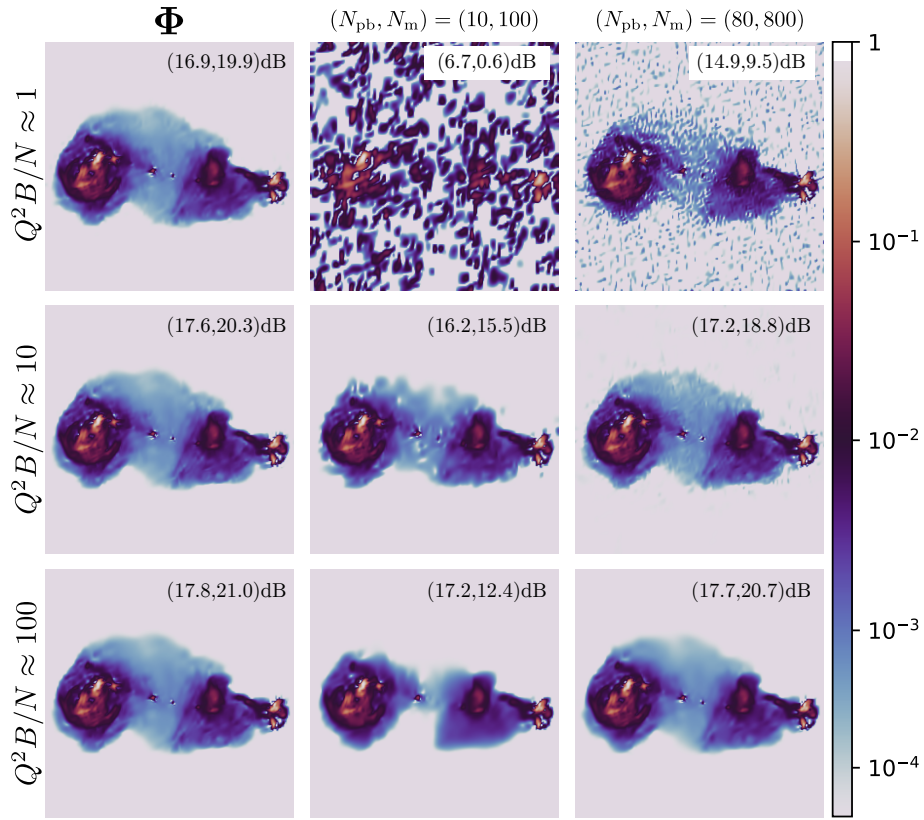 Φ
(N_pb, N_m) = (10, 100)
(N_pb, N_m) = (80, 800)
Q²B/N ≈ 1
(16.9,19.9)dB
(6.7,0.6)dB
(14.9,9.5)dB
Q²B/N ≈ 10
(17.6,20.3)dB
(16.2,15.5)dB
(17.2,18.8)dB
Q²B/N ≈ 100
(17.8,21.0)dB
(17.2,12.4)dB
(17.7,20.7)dB
1
10⁻¹
10⁻²
10⁻³
10⁻⁴